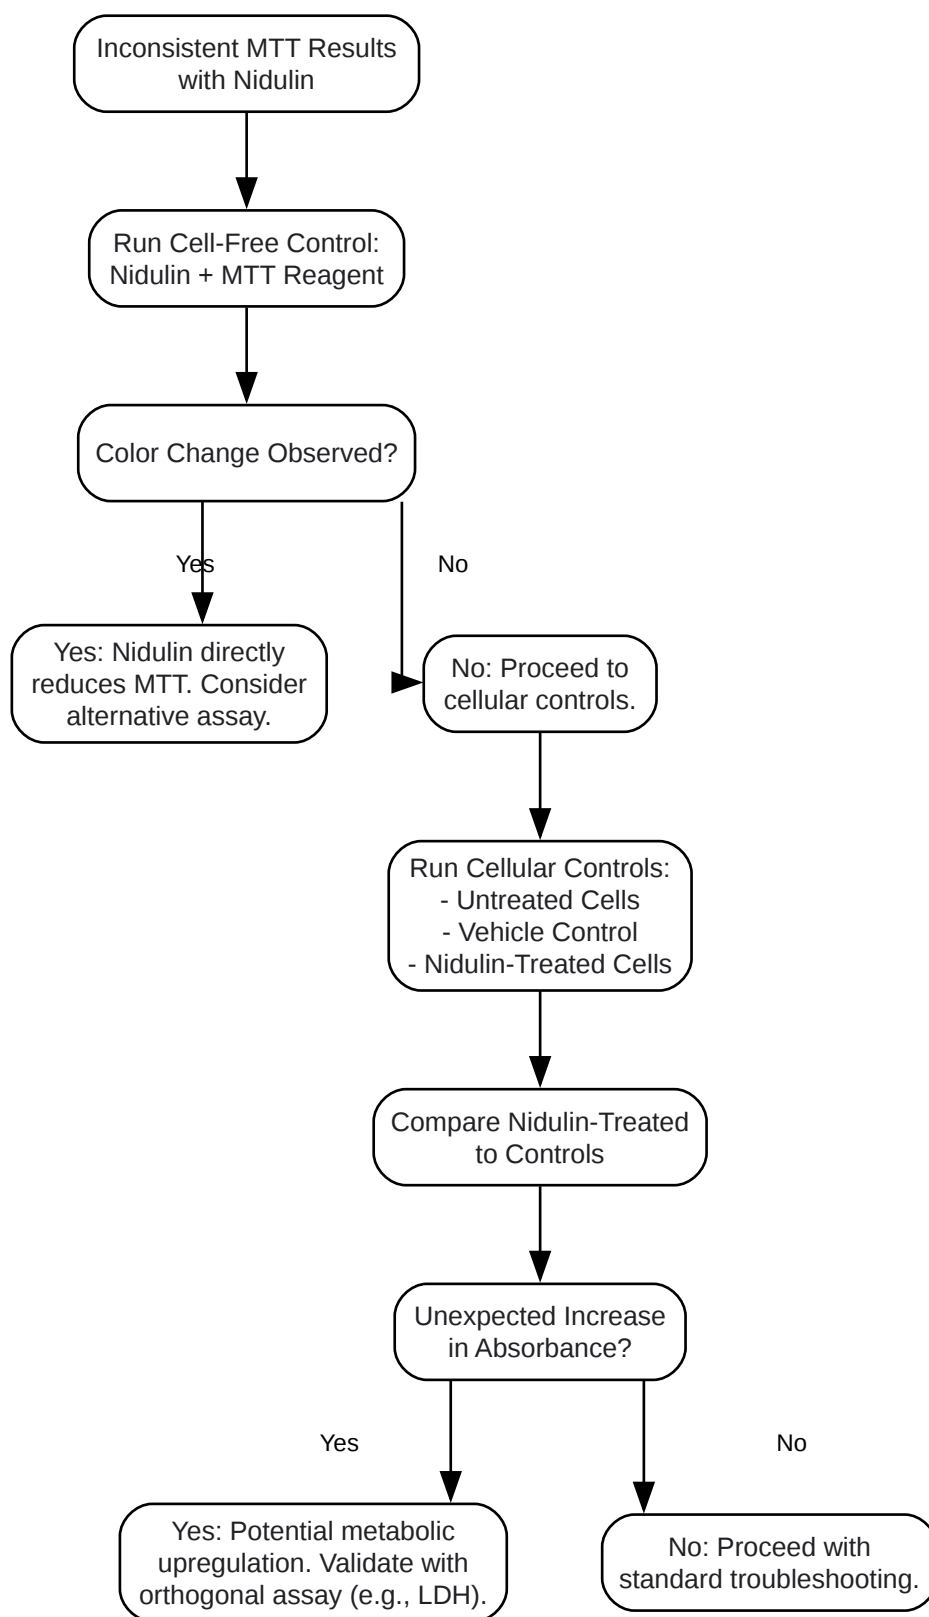 Inconsistent MTT Results
with Nidulin
Run Cell-Free Control:
Nidulin + MTT Reagent
Color Change Observed?
Yes
No
Yes: Nidulin directly
reduces MTT. Consider
alternative assay.
No: Proceed to
cellular controls.
Run Cellular Controls:
- Untreated Cells
- Vehicle Control
- Nidulin-Treated Cells
Compare Nidulin-Treated
to Controls
Unexpected Increase
in Absorbance?
Yes
No
Yes: Potential metabolic
upregulation. Validate with
orthogonal assay (e.g., LDH).
No: Proceed with
standard troubleshooting.